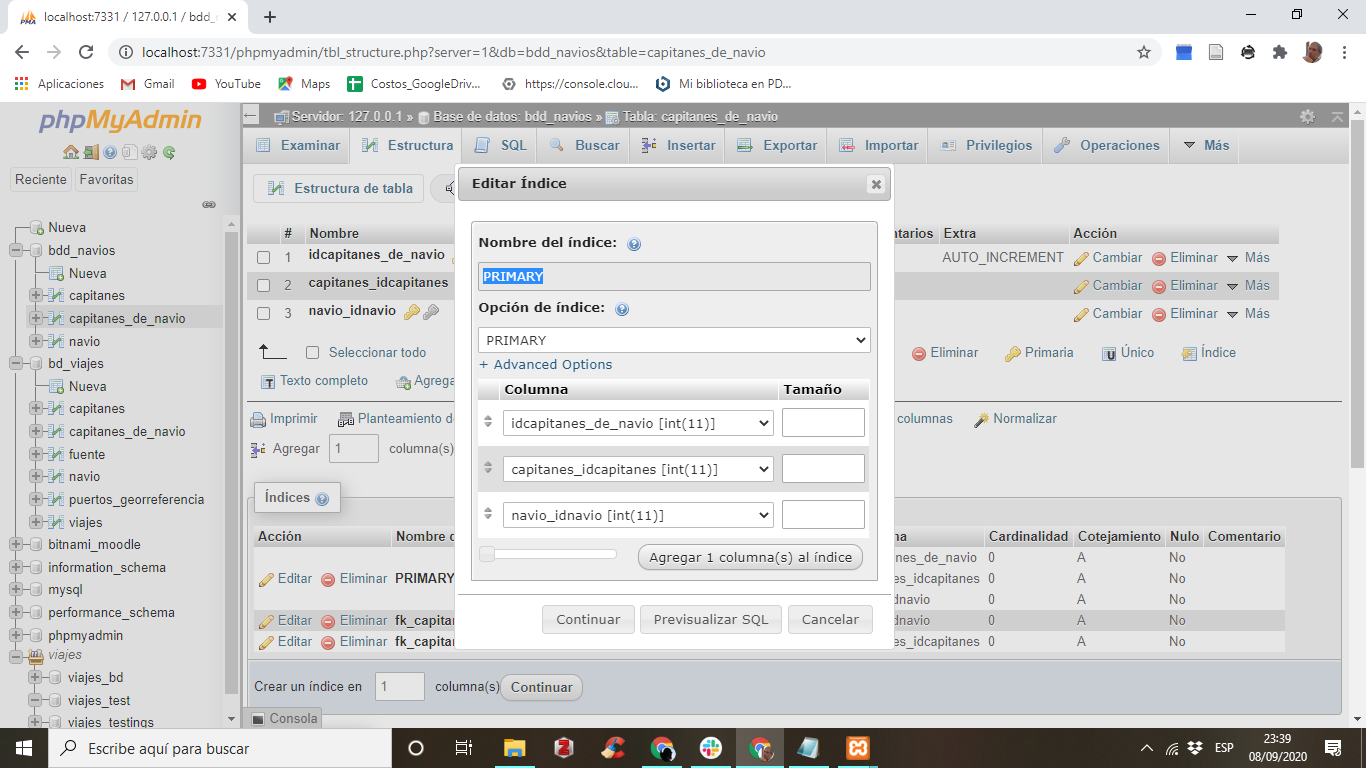 localhost:7331 / 127.0.0.1 / bdd_
localhost:7331/phpmyadmin/tbl_structure.php?server=1&db=bdd_navios&table=capitanes_de_navio
Aplicaciones Gmail YouTube Maps Costos_GoogleDriv... https://console.clou... Mi biblioteca en PD...
phpMyAdmin
Reciente Favoritas
Nueva
bdd_navios
Nueva
capitanes
capitanes_de_navio
navio
bd_viajes
Nueva
capitanes
capitanes_de_navio
fuente
navio
puertos_georreferencia
viajes
bitnami_moodle
information_schema
mysql
performance_schema
phpmyadmin
viajes
viajes_bd
viajes_test
viajes_testings
Servidor: 127.0.0.1 » Base de datos: bdd_navios » Tabla: capitanes_de_navio
Examinar Estructura SQL Buscar Insertar Exportar Importar Privilegios Operaciones Más
Estructura de tabla
# Nombre tarios Extra Acción
1 idcapitanes_de_navio AUTO_INCREMENT Cambiar Eliminar Más
2 capitanes_idcapitanes Cambiar Eliminar Más
3 navio_idnavio Cambiar Eliminar Más
Seleccionar todo Eliminar Primaria Único Índice
Texto completo Agrega
Imprimir Planteamiento de columnas Normalizar
Agregar 1 columna(s)
Índices
Acción Nombre d na Cardinalidad Cotejamiento Nulo Comentario
Editar Eliminar PRIMARY
anes_de_navio 0 A No
es_idcapitanes 0 A No
dnavio 0 A No
Editar Eliminar fk_capitan dnavio 0 A No
Editar Eliminar fk_capitan es_idcapitanes 0 A No
Crear un índice en 1 columna(s) Continuar
Consola
Editar Índice
Nombre del índice:
PRIMARY
Opción de índice:
PRIMARY
+ Advanced Options
Columna Tamaño
idcapitanes_de_navio [int(11)]
capitanes_idcapitanes [int(11)]
navio_idnavio [int(11)]
Agregar 1 columna(s) al índice
Continuar Previsualizar SQL Cancelar
Escribe aquí para buscar
ESP
23:39
08/09/2020